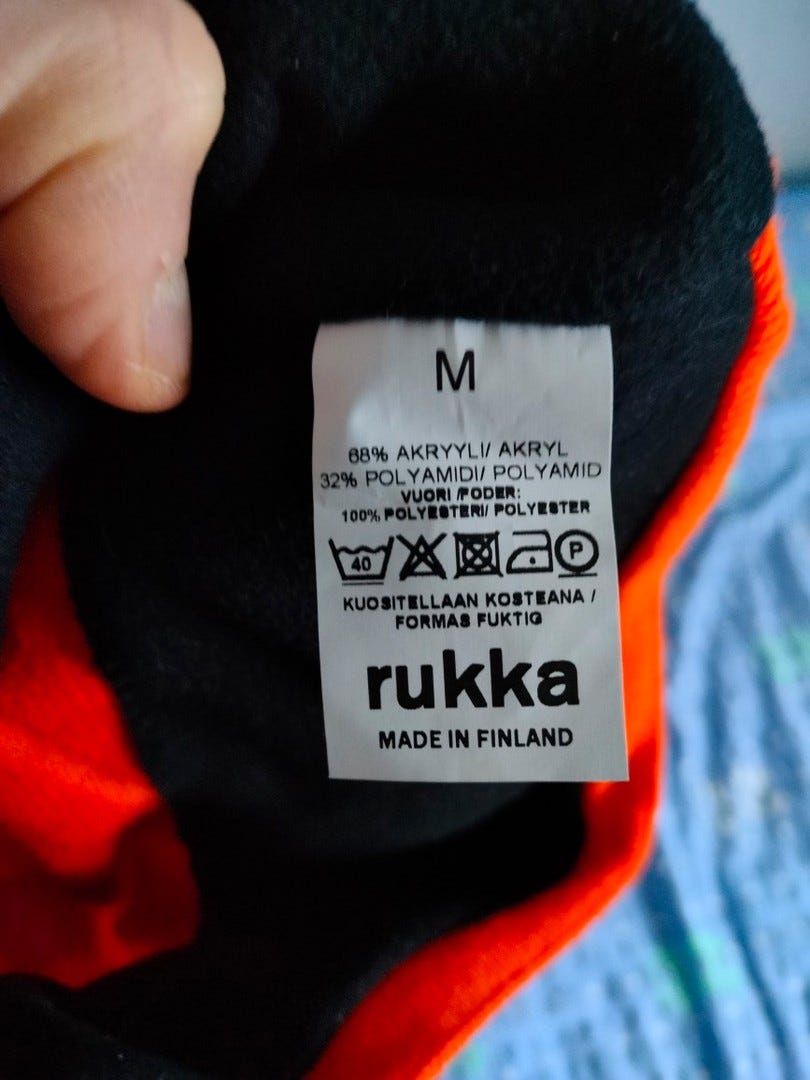 M
68% AKRYYLI/ AKRYL
32% POLYAMIDI/ POLYAMID
VUORI /FODER:
100% POLYESTERI/ POLYESTER
40 P
KUOSITELLAAN KOSTEANA /
FORMAS FUKTIG
rukka
MADE IN FINLAND